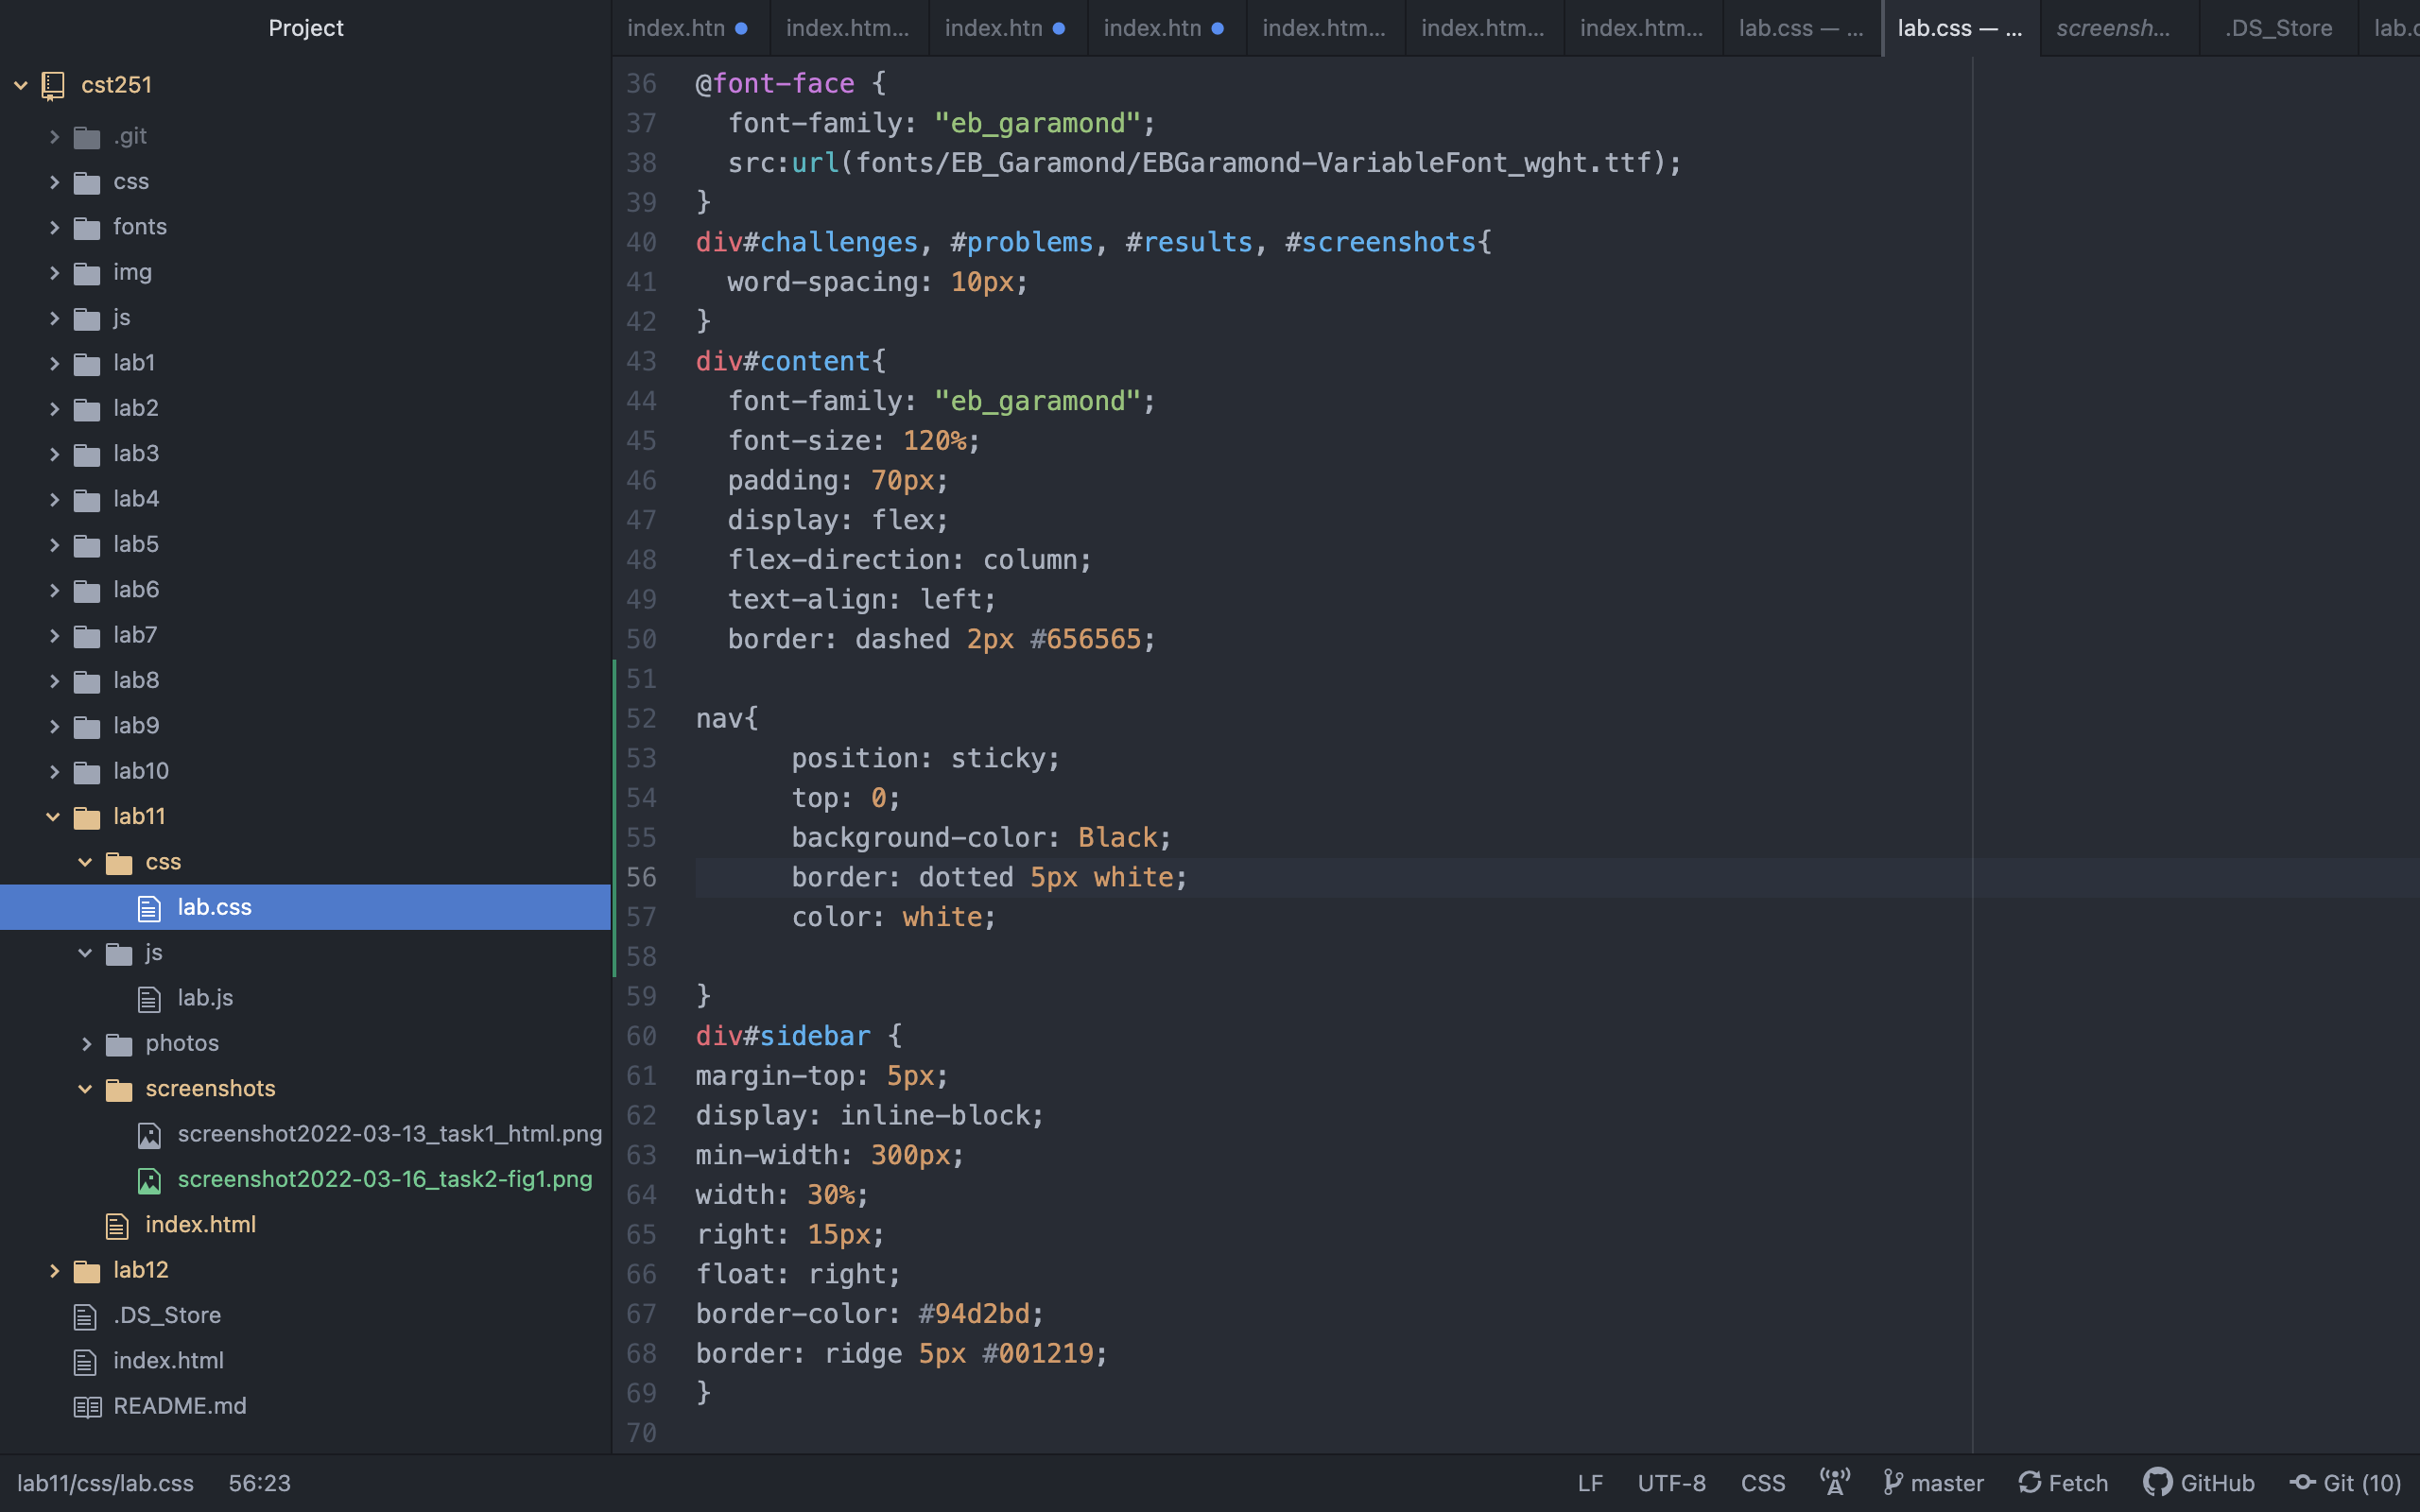 Project
cst251
.git
css
fonts
img
js
lab1
lab2
lab3
lab4
lab5
lab6
lab7
lab8
lab9
lab10
lab11
css
lab.css
js
lab.js
photos
screenshots
screenshot2022-03-13_task1_html.png
screenshot2022-03-16_task2-fig1.png
index.html
lab12
.DS_Store
index.html
README.md
index.htn index.htm... index.htn index.htn index.htm... index.htm... index.htm... lab.css — ... lab.css — ... screensh... .DS_Store lab.c
36 @font-face {
37 font-family: "eb_garamond";
38 src:url(fonts/EB_Garamond/EBGaramond-VariableFont_wght.ttf);
39 }
40 div#challenges, #problems, #results, #screenshots{
41 word-spacing: 10px;
42 }
43 div#content{
44 font-family: "eb_garamond";
45 font-size: 120%;
46 padding: 70px;
47 display: flex;
48 flex-direction: column;
49 text-align: left;
50 border: dashed 2px #656565;
51
52 nav{
53 position: sticky;
54 top: 0;
55 background-color: Black;
56 border: dotted 5px white;
57 color: white;
58
59 }
60 div#sidebar {
61 margin-top: 5px;
62 display: inline-block;
63 min-width: 300px;
64 width: 30%;
65 right: 15px;
66 float: right;
67 border-color: #94d2bd;
68 border: ridge 5px #001219;
69 }
70
lab11/css/lab.css 56:23 LF UTF-8 CSS master Fetch GitHub Git (10)